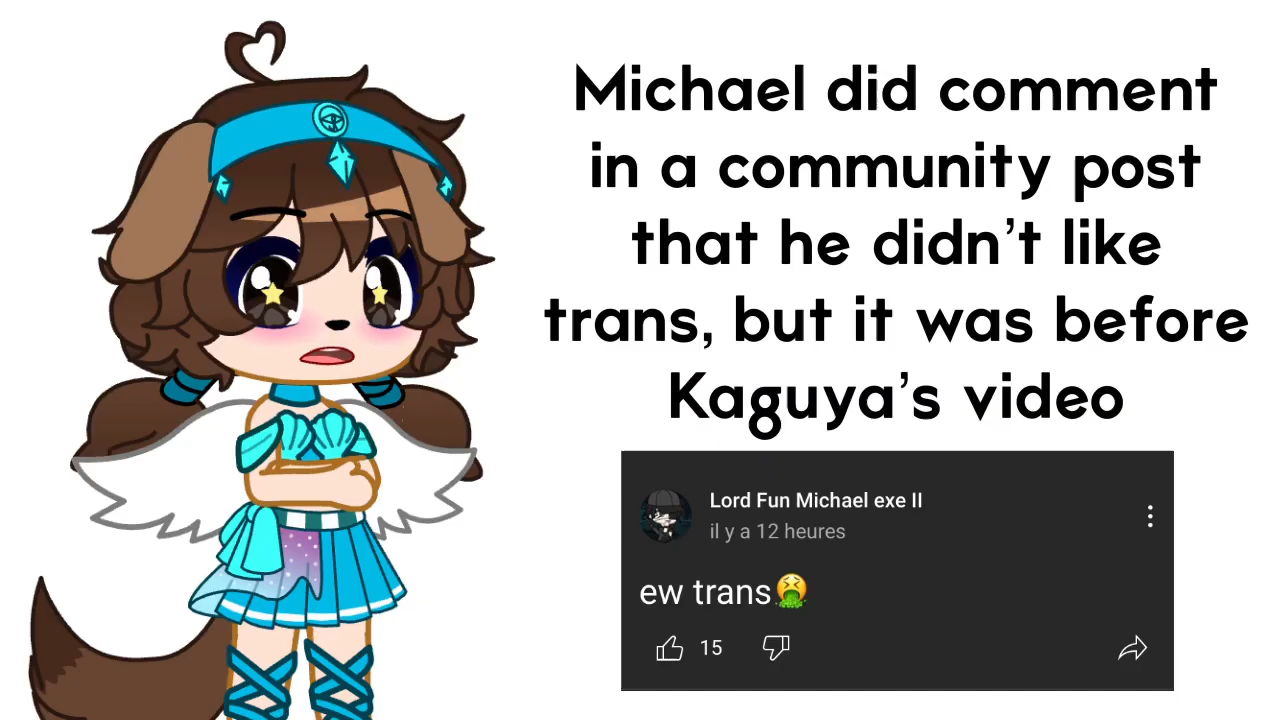 Michael did comment
in a community post
that he didn't like
trans, but it was before
Kaguya's video
Lord Fun Michael exe II
il y a 12 heures
ew trans🤮
15